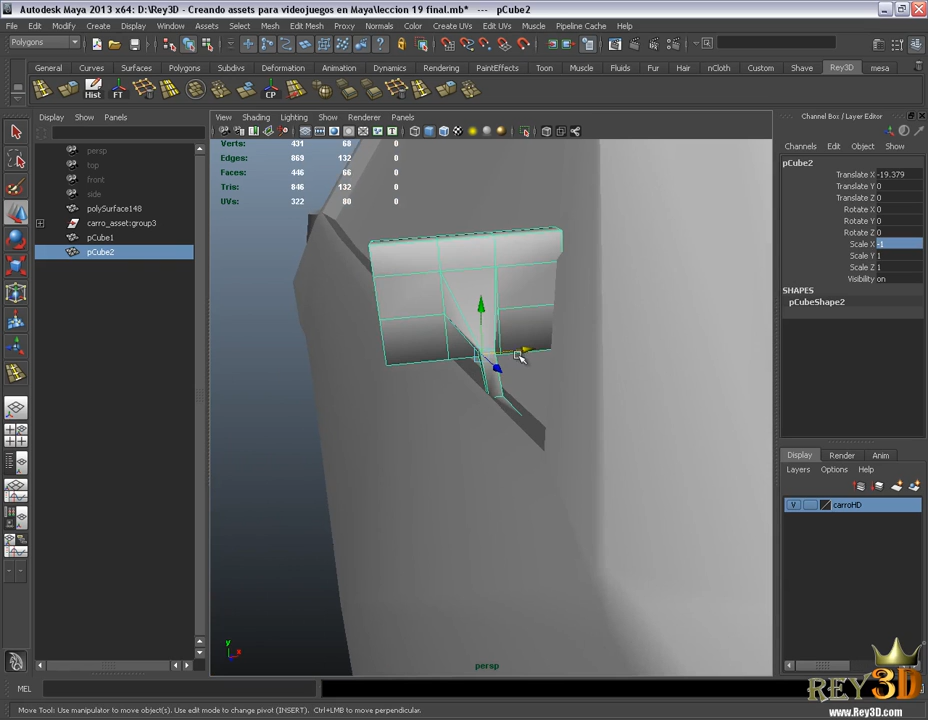 Autodesk Maya 2013 x64: D:\Rey3D - Creando assets para videojuegos en Maya\leccion 19 final.mb* --- pCube2
File Edit Modify Create Display Window Assets Select Mesh Edit Mesh Proxy Normals Color Create UVs Edit UVs Muscle Pipeline Cache Help
Polygons
General Curves Surfaces Polygons Subdivs Deformation Animation Dynamics Rendering PaintEffects Toon Muscle Fluids Fur Hair nCloth Custom Shave Rey3D mesa
Hist FT CP
Display Show Panels
View Shading Lighting Show Renderer Panels
Channel Box / Layer Editor
Channels Edit Object Show
persp
top
front
side
polySurface148
carro_asset:group3
pCube1
pCube2
Verts: 431 68 0
Edges: 869 132 0
Faces: 446 66 0
Tris: 846 132 0
UVs: 322 80 0
pCube2
Translate X -19.379
Translate Y 0
Translate Z 0
Rotate X 0
Rotate Y 0
Rotate Z 0
Scale X -1
Scale Y 1
Scale Z 1
Visibility on
SHAPES
pCubeShape2
Display Render Anim
Layers Options Help
V carroHD
y
x
persp
MEL
REY3D
www.Rey3D.com
Move Tool: Use manipulator to move object(s). Use edit mode to change pivot (INSERT). Ctrl+LMB to move perpendicular.